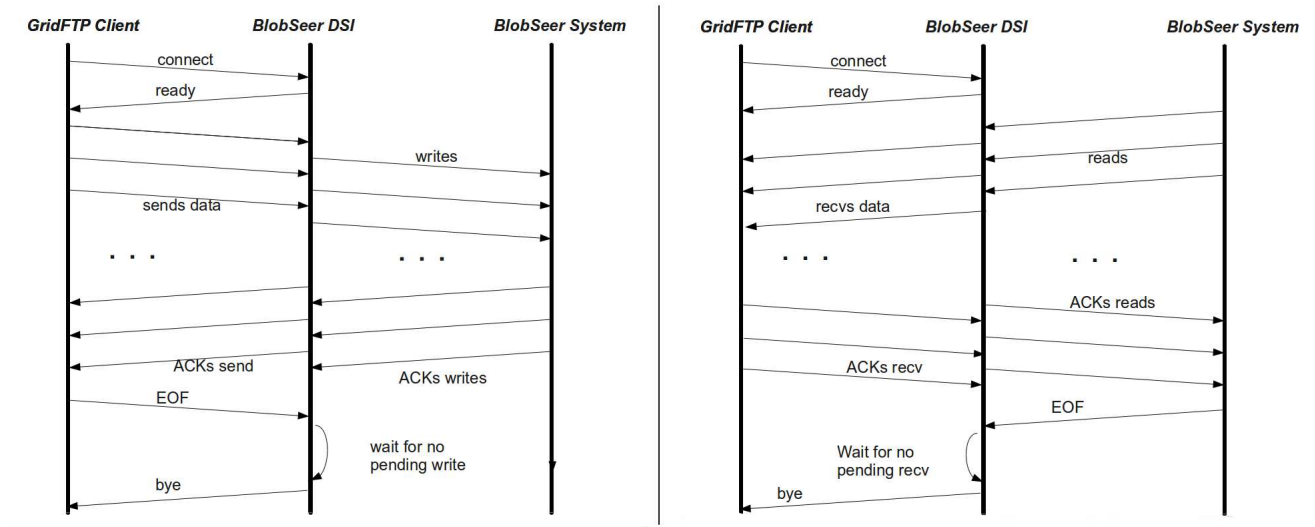 GridFTP Client
BlobSeer DSI
BlobSeer System
connect
ready
writes
sends data
. . .
. . .
ACKs send
ACKs writes
EOF
wait for no
pending write
bye
GridFTP Client
BlobSeer DSI
BlobSeer System
connect
ready
reads
recvs data
. . .
. . .
ACKs reads
ACKs recv
EOF
Wait for no
pending recv
bye